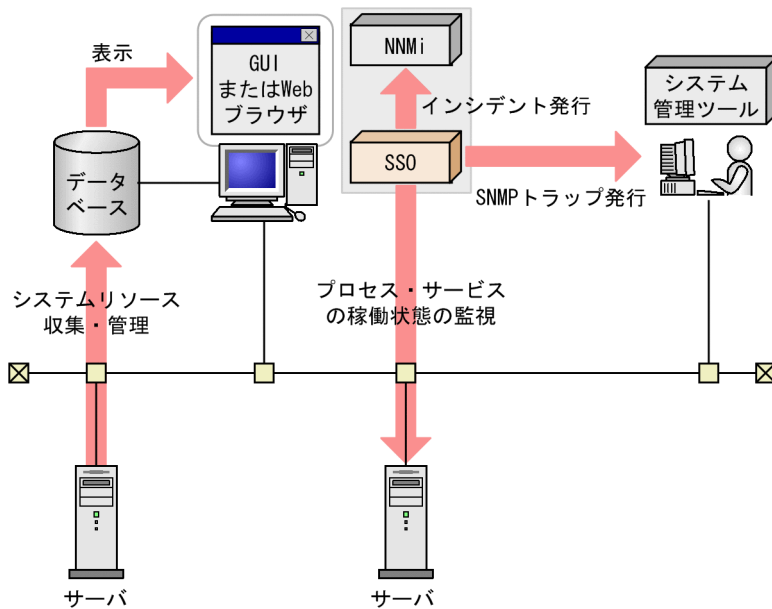 表示
GUI
またはWeb
ブラウザ
NNMi
インシデント発行
SSO
システム
管理ツール
データ
ベース
SNMPトラップ発行
システムリソース
収集・管理
プロセス・サービス
の稼働状態の監視
サーバ
サーバ